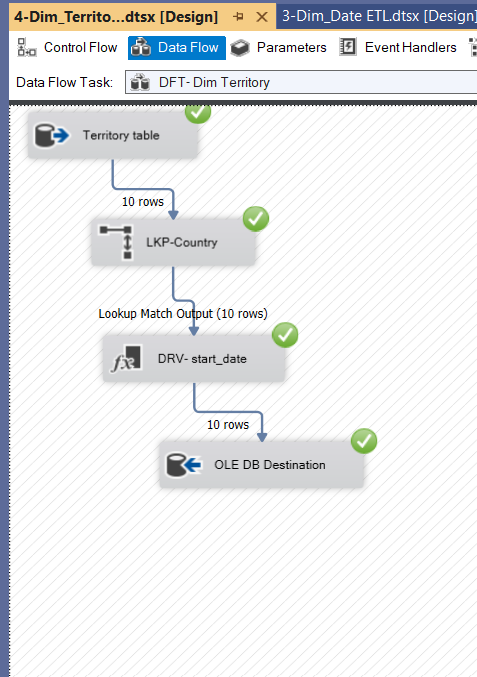 4-Dim_Territo...dtsx [Design] 3-Dim_Date ETL.dtsx [Design]
Control Flow Data Flow Parameters Event Handlers
Data Flow Task: DFT- Dim Territory
Territory table
10 rows
LKP-Country
Lookup Match Output (10 rows)
fx DRV- start_date
10 rows
OLE DB Destination